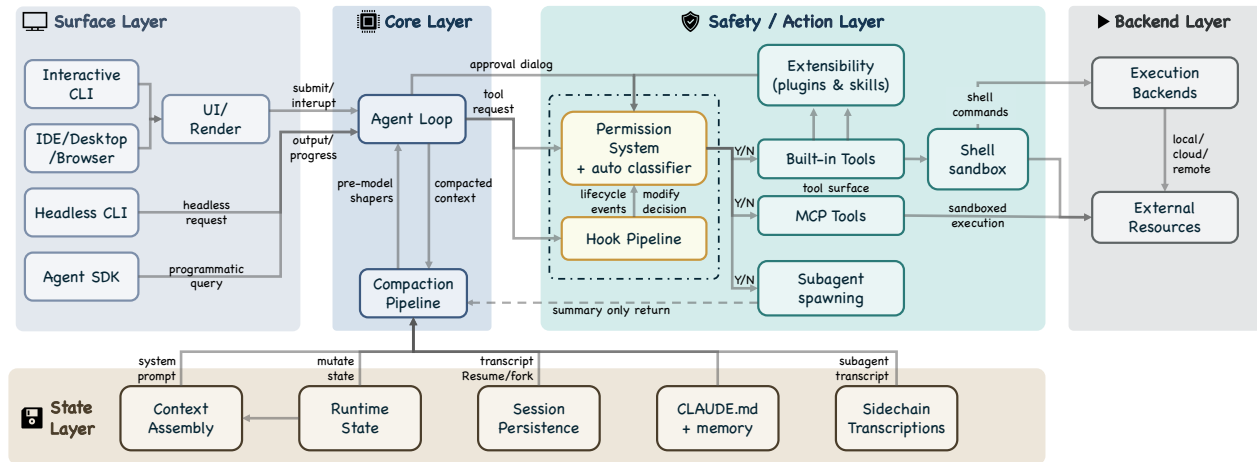 Surface Layer
Core Layer
Safety / Action Layer
Backend Layer
Interactive
CLI
IDE/Desktop
/Browser
Headless CLI
Agent SDK
UI/
Render
submit/
interupt
output/
progress
headless
request
programmatic
query
Agent Loop
pre-model
shapers
compacted
context
Compaction
Pipeline
approval dialog
tool
request
Permission
System
+ auto classifier
lifecycle
events
modify
decision
Hook Pipeline
Extensibility
(plugins & skills)
Y/N
Built-in Tools
tool surface
Y/N
MCP Tools
Y/N
Subagent
spawning
summary only return
Shell
sandbox
shell
commands
sandboxed
execution
Execution
Backends
local/
cloud/
remote
External
Resources
State
Layer
system
prompt
Context
Assembly
mutate
state
Runtime
State
transcript
Resume/fork
Session
Persistence
CLAUDE.md
+ memory
subagent
transcript
Sidechain
Transcriptions